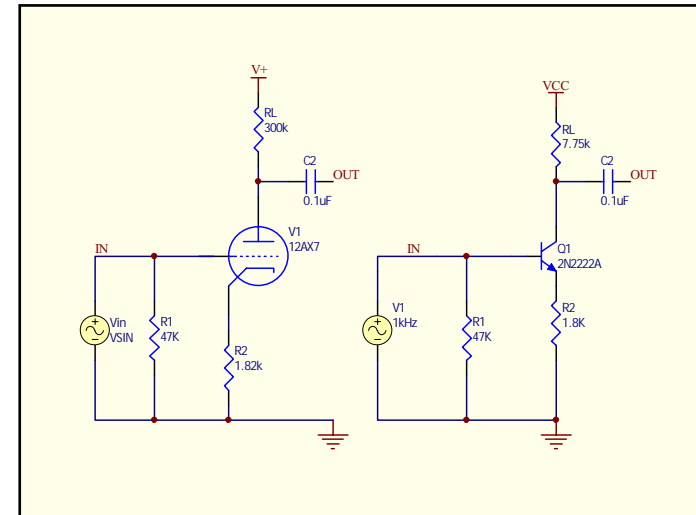 V+
RL
300k
C2
OUT
0.1uF
V1
12AX7
IN
Vin
VSIN
R1
47K
R2
1.82k
VCC
RL
7.75k
C2
OUT
0.1uF
IN
Q1
2N2222A
V1
1kHz
R1
47K
R2
1.8K